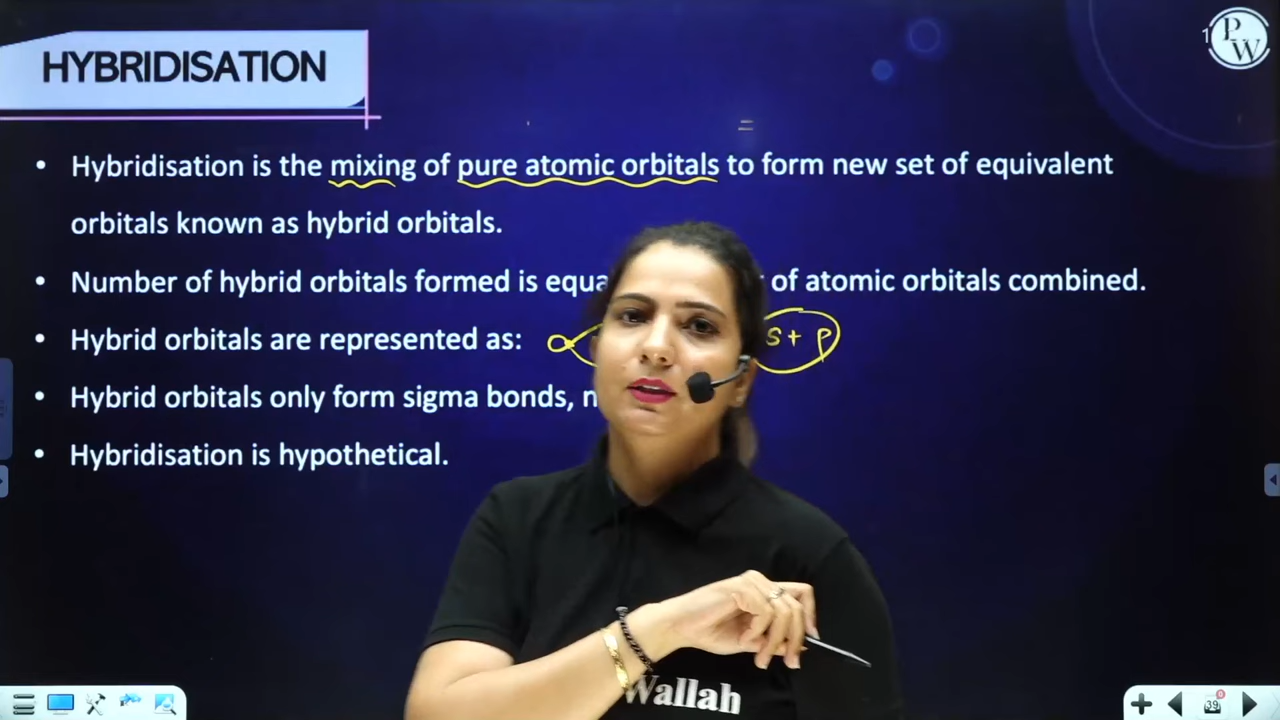 HYBRIDISATION
PW
=
• Hybridisation is the mixing of pure atomic orbitals to form new set of equivalent
orbitals known as hybrid orbitals.
• Number of hybrid orbitals formed is of atomic orbitals combined.
• Hybrid orbitals are represented as: s + p
• Hybrid orbitals only form sigma bonds,
• Hybridisation is hypothetical.
Wallah
39